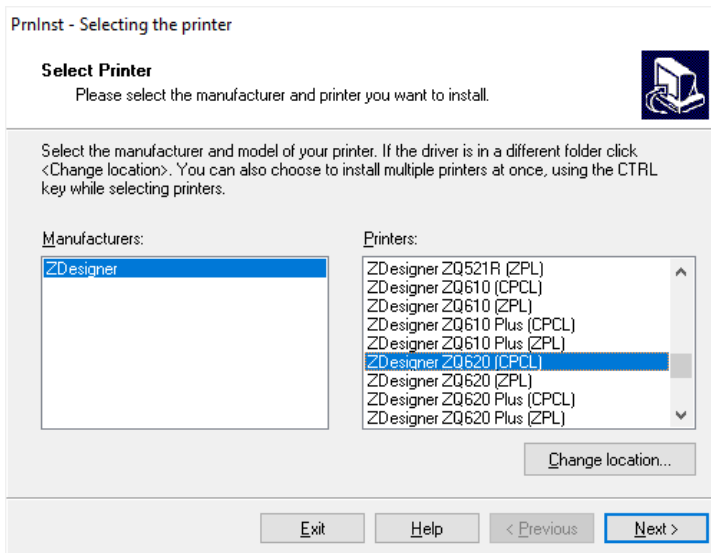 PrnInst - Selecting the printer
Select Printer
Please select the manufacturer and printer you want to install.
Select the manufacturer and model of your printer. If the driver is in a different folder click
<Change location>. You can also choose to install multiple printers at once, using the CTRL
key while selecting printers.
Manufacturers:
ZDesigner
Printers:
ZDesigner ZQ521R (ZPL)
ZDesigner ZQ610 (CPCL)
ZDesigner ZQ610 (ZPL)
ZDesigner ZQ610 Plus (CPCL)
ZDesigner ZQ610 Plus (ZPL)
ZDesigner ZQ620 (CPCL)
ZDesigner ZQ620 (ZPL)
ZDesigner ZQ620 Plus (CPCL)
ZDesigner ZQ620 Plus (ZPL)
Change location...
Exit
Help
< Previous
Next >